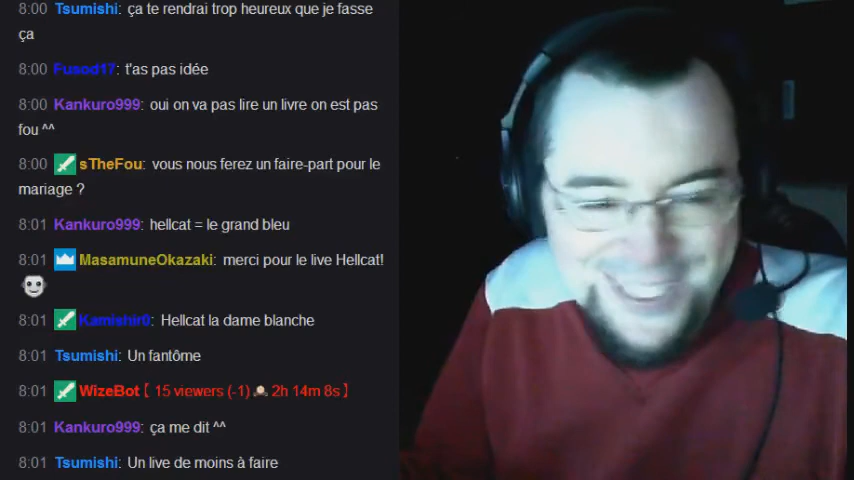 8:00 Tsumishi: ça te rendrai trop heureux que je fasse
ça
8:00 Fusod17: t'as pas idée
8:00 Kankuro999: oui on va pas lire un livre on est pas
fou ^^
8:00 sTheFou: vous nous ferez un faire-part pour le
mariage ?
8:01 Kankuro999: hellcat = le grand bleu
8:01 MasamuneOkazaki: merci pour le live Hellcat!
8:01 Kamishir0: Hellcat la dame blanche
8:01 Tsumishi: Un fantôme
8:01 WizeBot [ 15 viewers (-1) 2h 14m 8s ]
8:01 Kankuro999: ça me dit ^^
8:01 Tsumishi: Un live de moins à faire